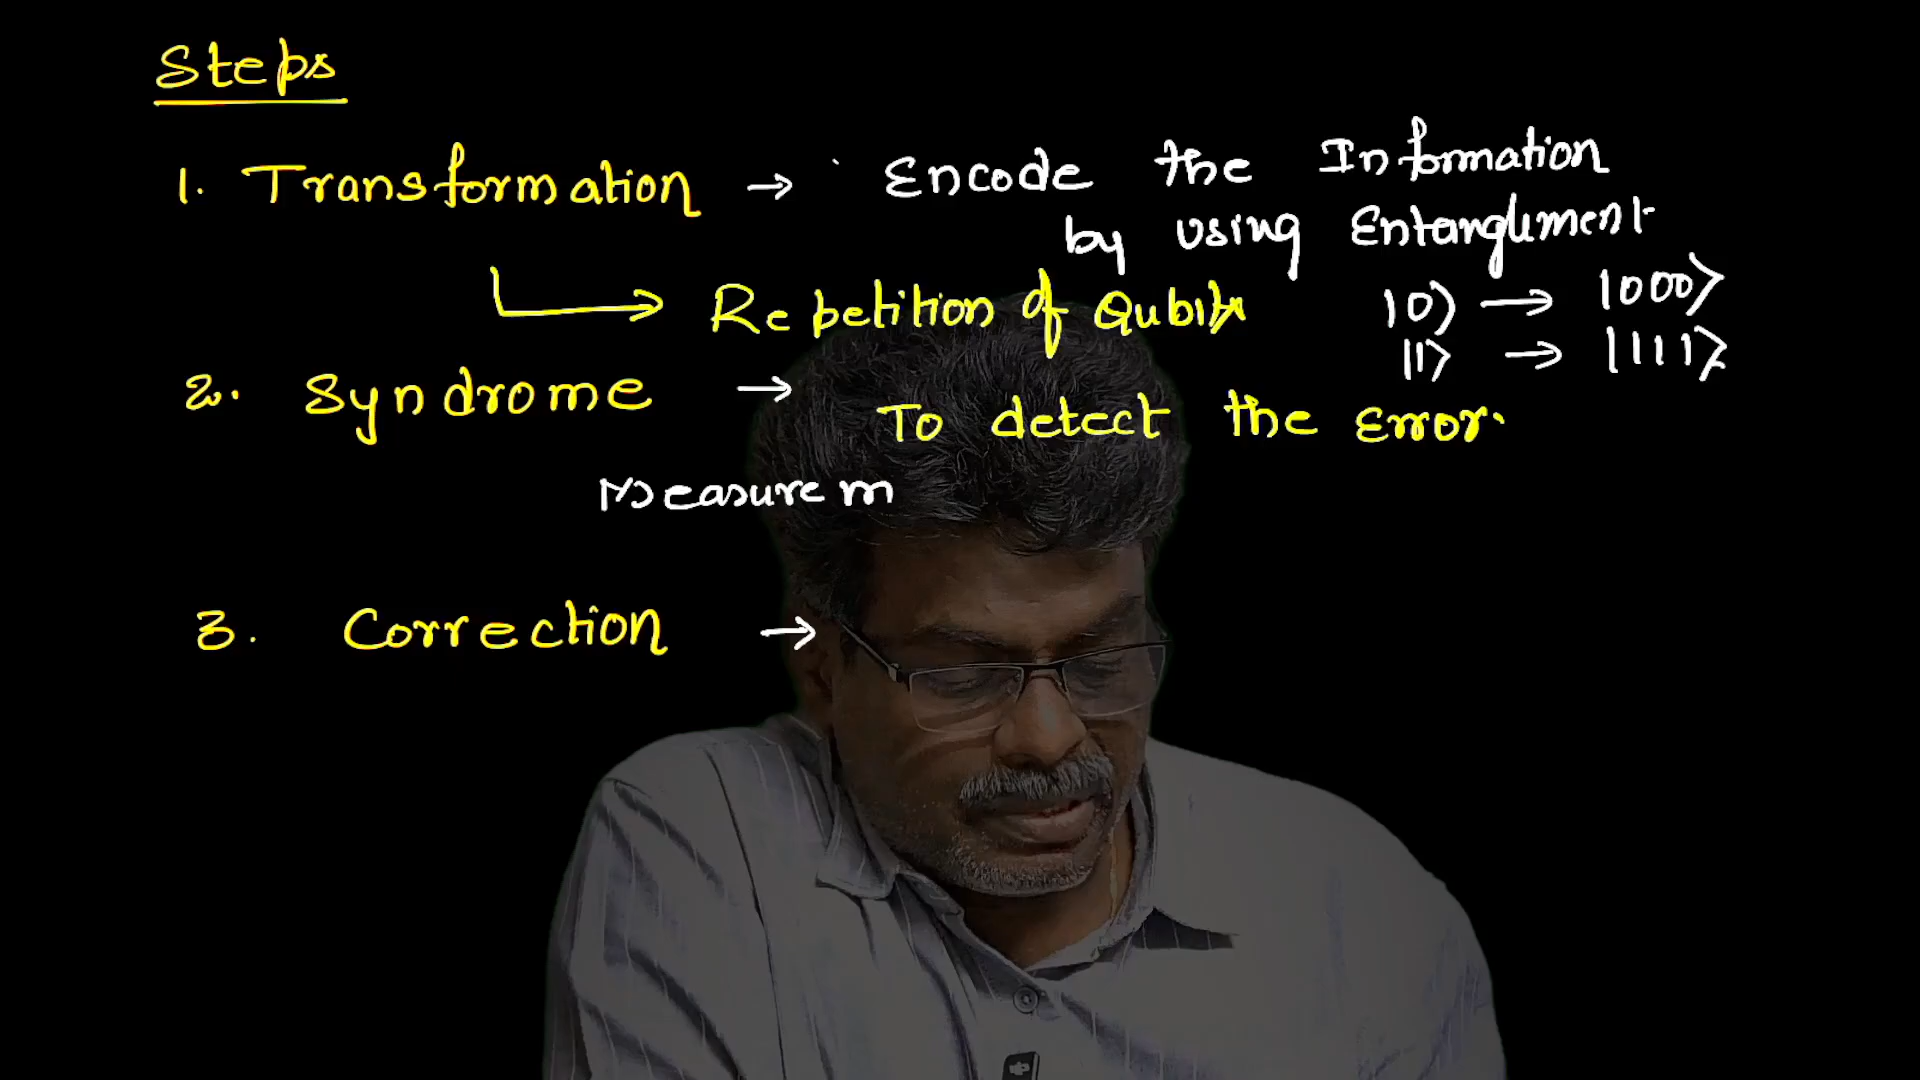 Steps
1. Transformation → Encode the Information
by using Entanglement
Repetition of Qubits |0⟩ → |000⟩
|1⟩ → |111⟩
2. Syndrome →
To detect the Error.
Measurem
3. Correction →